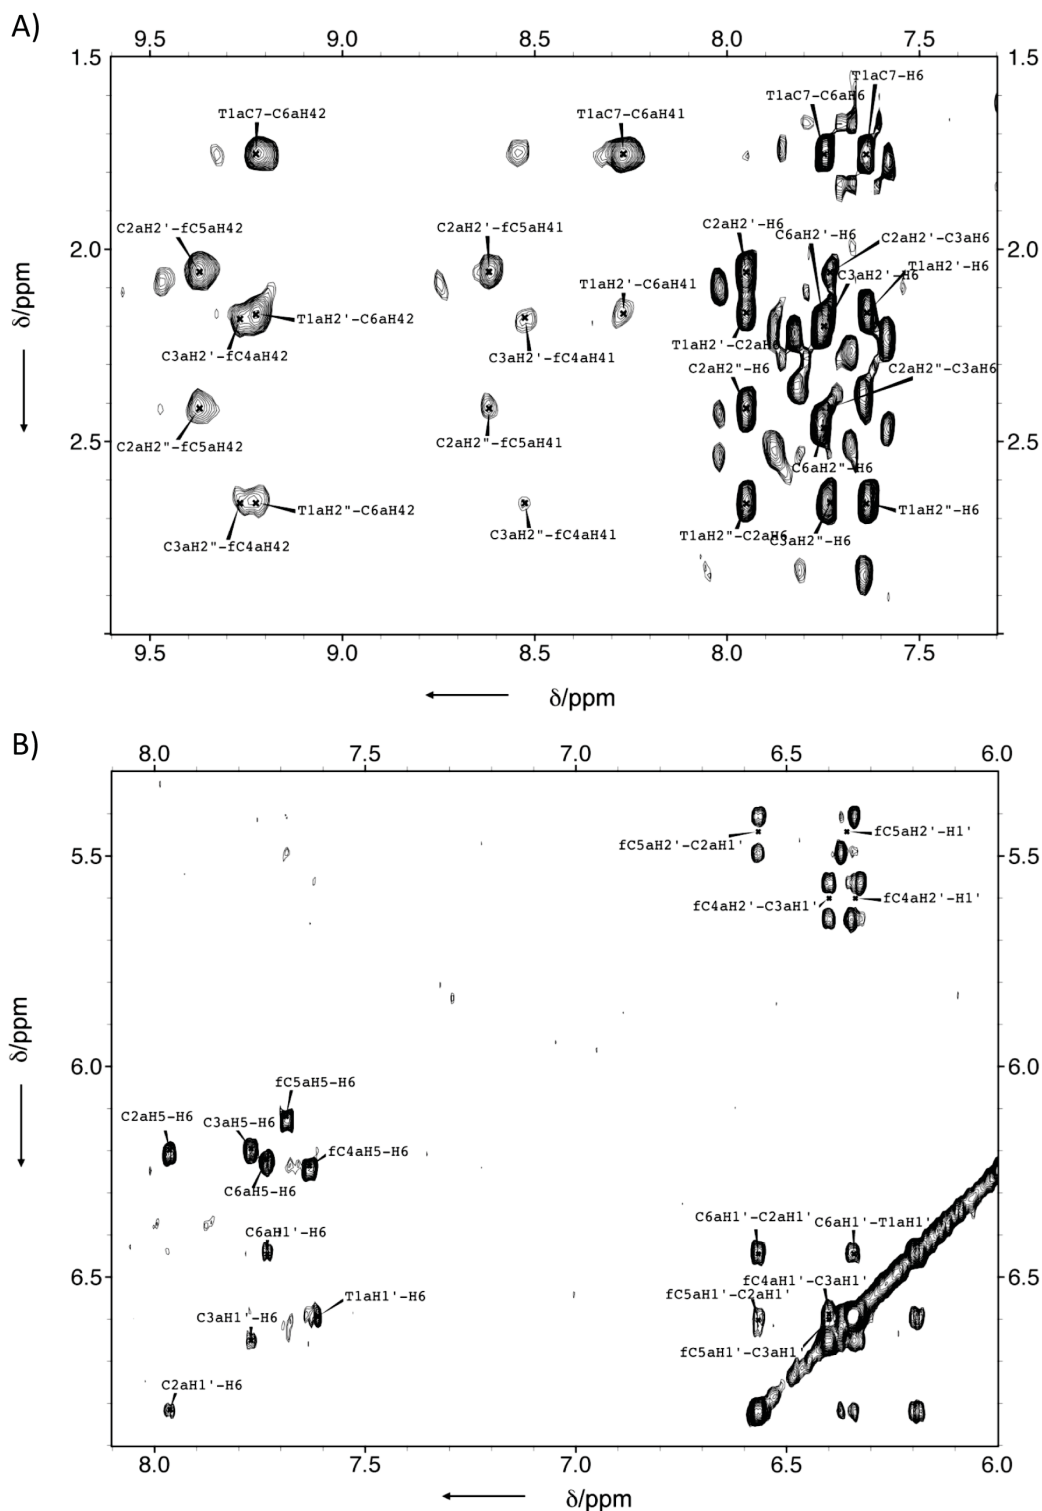 A)
9.5 9.0 8.5 8.0 7.5
1.5 1.5
T1aC7-H6
T1aC7-C6aH6
T1aC7-C6aH42 T1aC7-C6aH41
2.0 2.0
C2aH2'-H6
C2aH2'-fC5aH42 C2aH2'-fC5aH41
C6aH2'-H6 C2aH2'-C3aH6
C3aH2'-H6
T1aH2'-H6
T1aH2'-C6aH41
T1aH2'-C6aH42
T1aH2'-C2aH6
C3aH2'-fC4aH42 C3aH2'-fC4aH41
C2aH2"-H6 C2aH2"-C3aH6
δ/ppm
2.5 2.5
C2aH2"-fC5aH42 C2aH2"-fC5aH41
C6aH2"-H6
T1aH2"-C6aH42 T1aH2"-H6
T1aH2"-C2aH6
C3aH2"-H6
C3aH2"-fC4aH42 C3aH2"-fC4aH41
9.5 9.0 8.5 8.0 7.5
δ/ppm
B)
8.0 7.5 7.0 6.5 6.0
fC5aH2'-C2aH1' fC5aH2'-H1'
5.5 5.5
fC4aH2'-C3aH1' fC4aH2'-H1'
δ/ppm
6.0 6.0
fC5aH5-H6
C2aH5-H6 C3aH5-H6
fC4aH5-H6
C6aH5-H6
C6aH1'-C2aH1' C6aH1'-T1aH1'
C6aH1'-H6
6.5 6.5
fC4aH1'-C3aH1'
fC5aH1'-C2aH1'
T1aH1'-H6
C3aH1'-H6
fC5aH1'-C3aH1'
C2aH1'-H6
8.0 7.5 7.0 6.5 6.0
δ/ppm